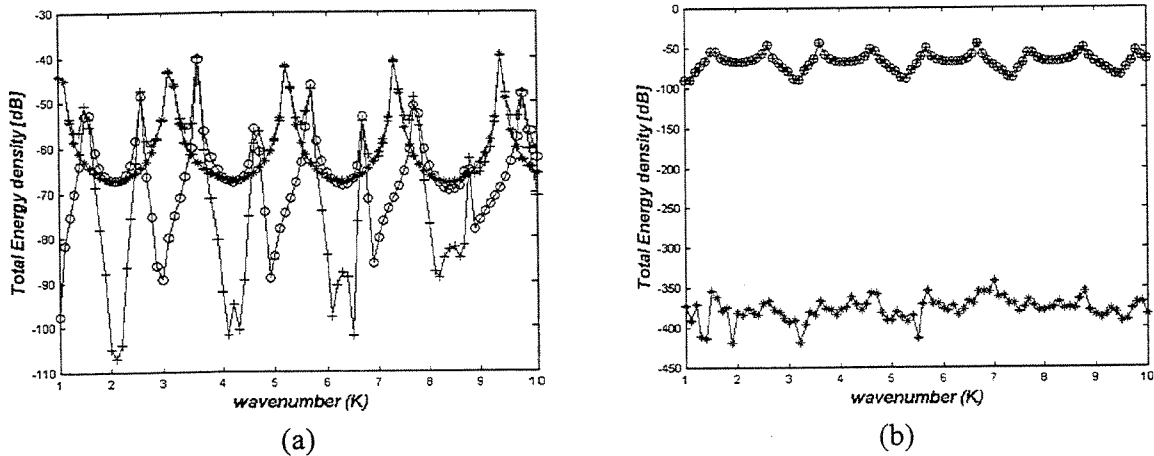 -30
-40
-50
-60
-70
-80
-90
-100
-110
Total Energy density [dB]
1 2 3 4 5 6 7 8 9 10
wavenumber (K)
(a)
0
-50
-100
-150
-200
-250
-300
-350
-400
-450
Total Energy density [dB]
1 2 3 4 5 6 7 8 9 10
wavenumber (K)
(b)